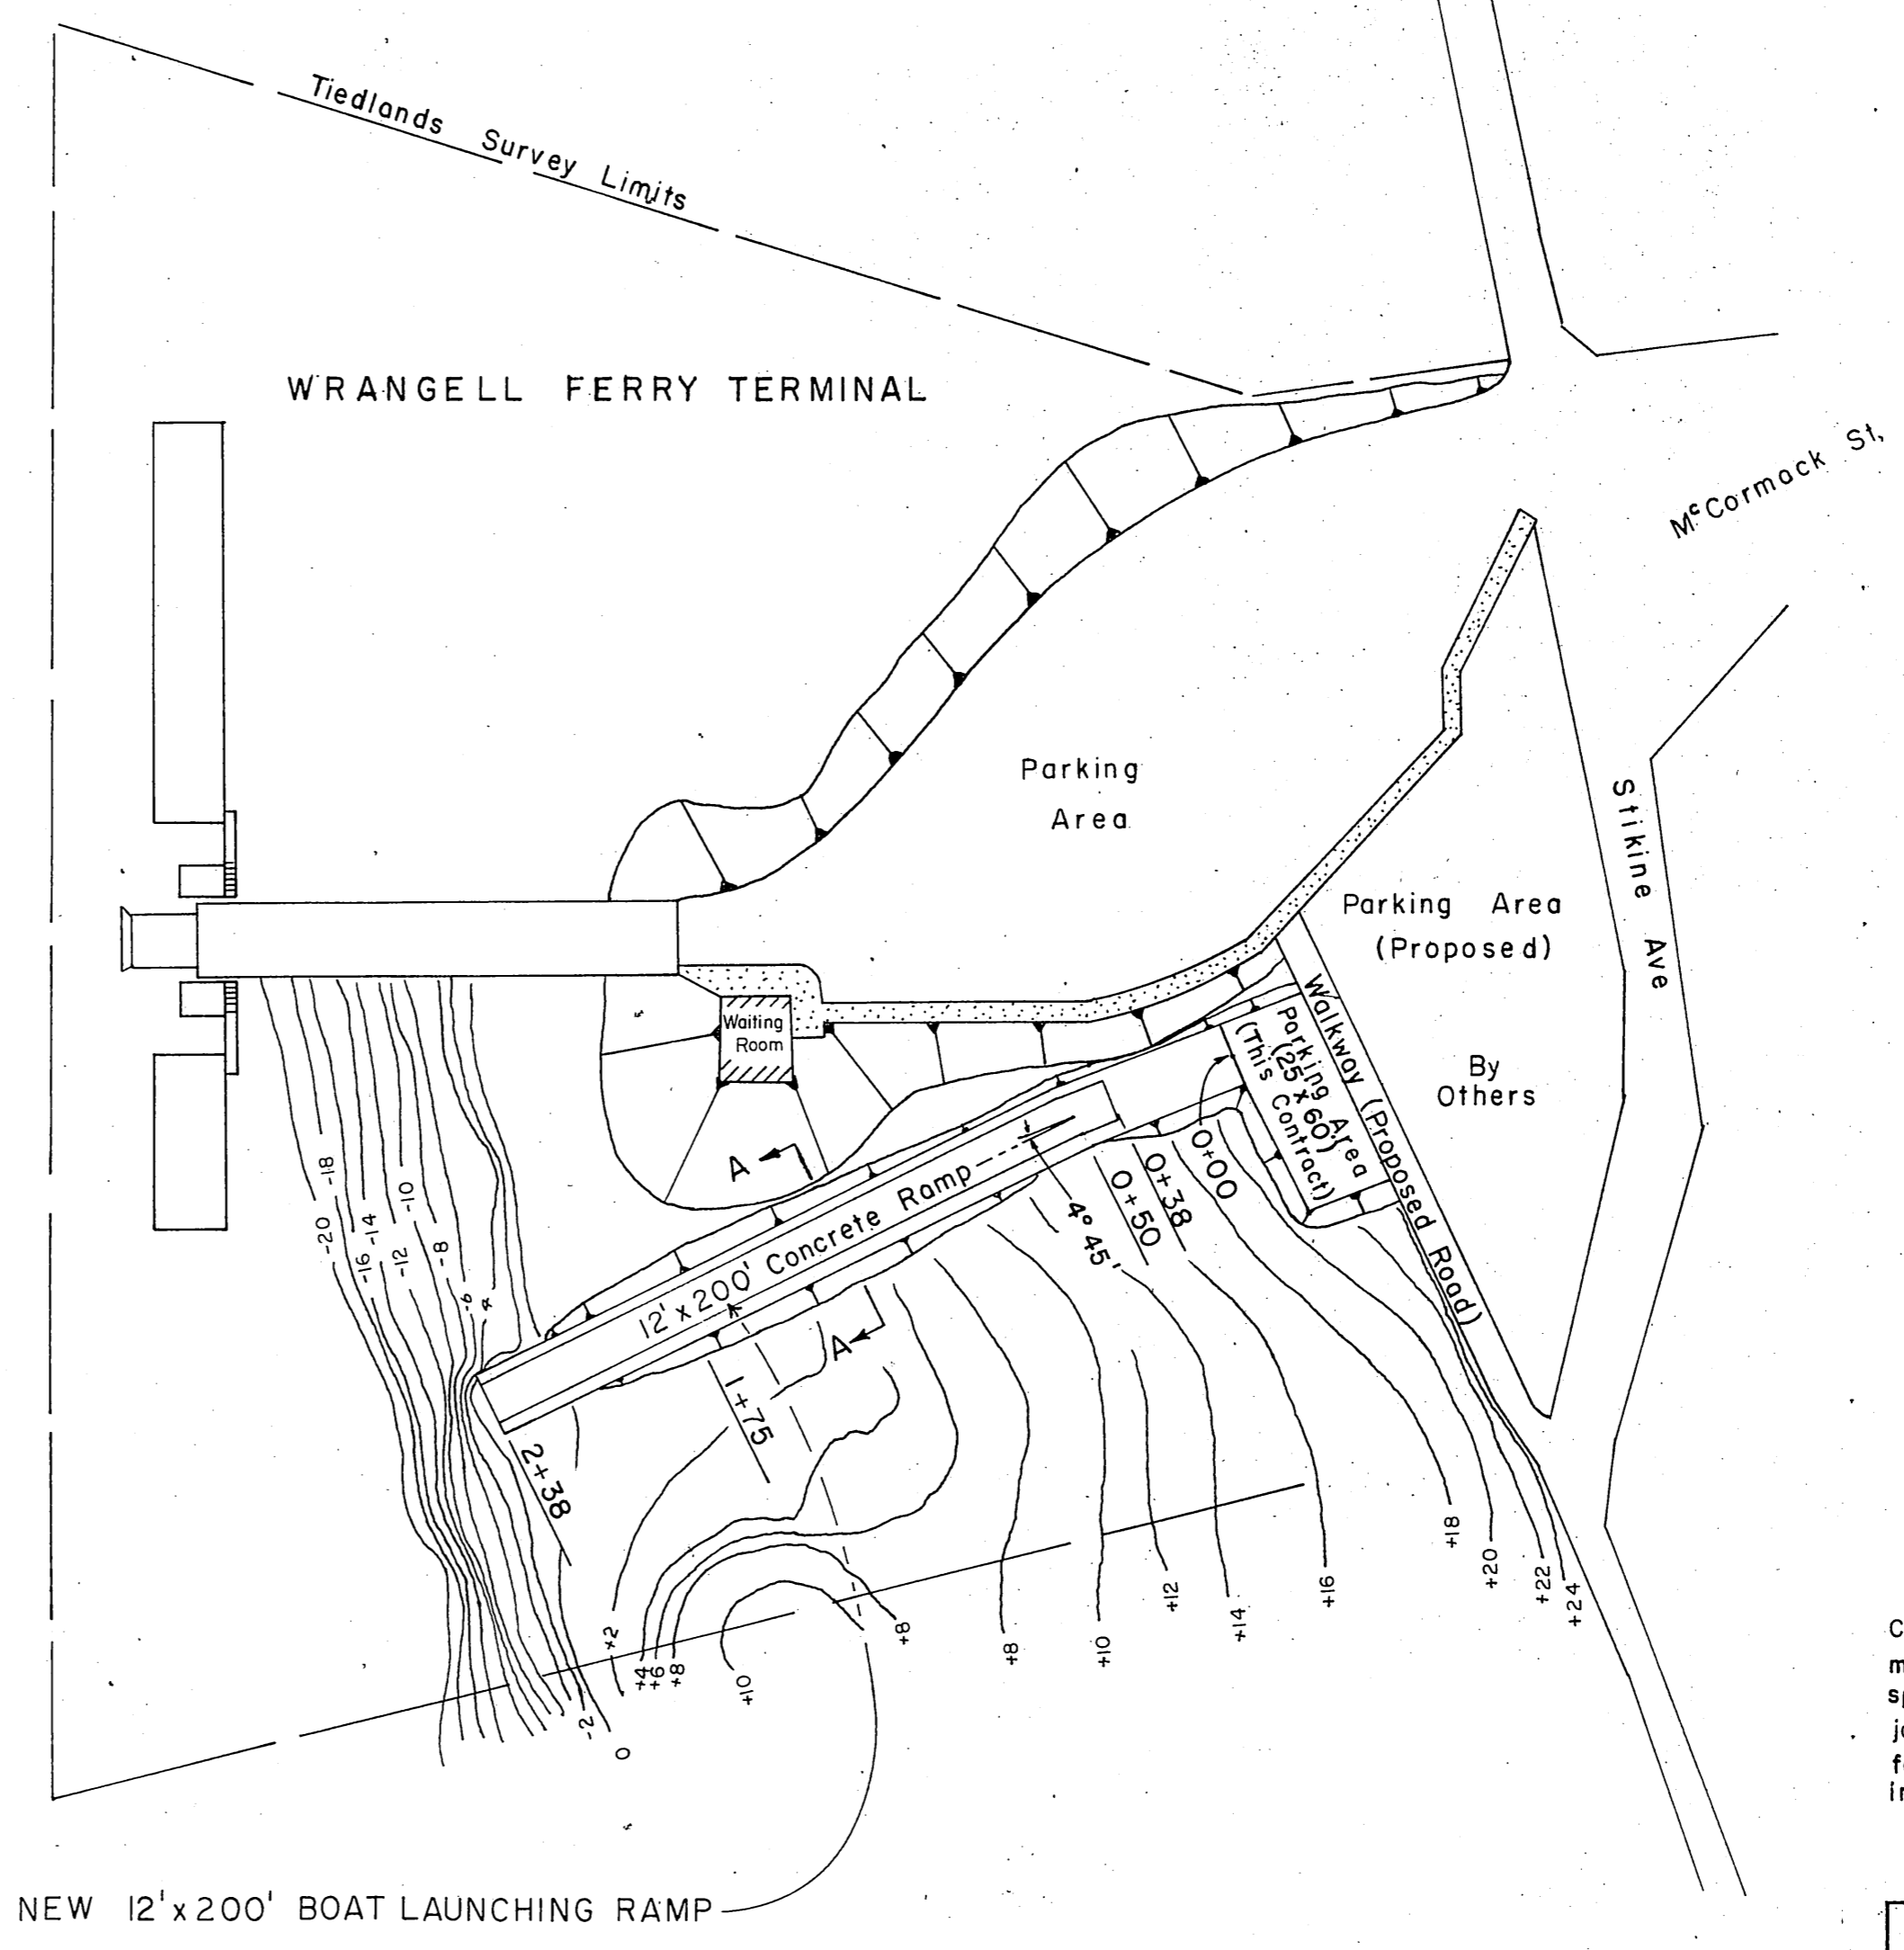 Tiedlands Survey Limits
WRANGELL FERRY TERMINAL
McCormack St,
Parking
Area
Stikine Ave
Parking Area
(Proposed)
By
Others
Walkway (Proposed Road)
Parking Area
(25 x 60')
(This Contract)
Waiting
Room
A
A
12' x 200' Concrete Ramp
4° 45'
0+00
0+38
0+50
1+75
2+38
-20
-18
-16
-14
-12
-10
-8
-6
-2
0
+2
+4
+6
+8
+10
+8
+8
+10
+12
+14
+16
+18
+20
+22
+24
NEW 12' x 200' BOAT LAUNCHING RAMP